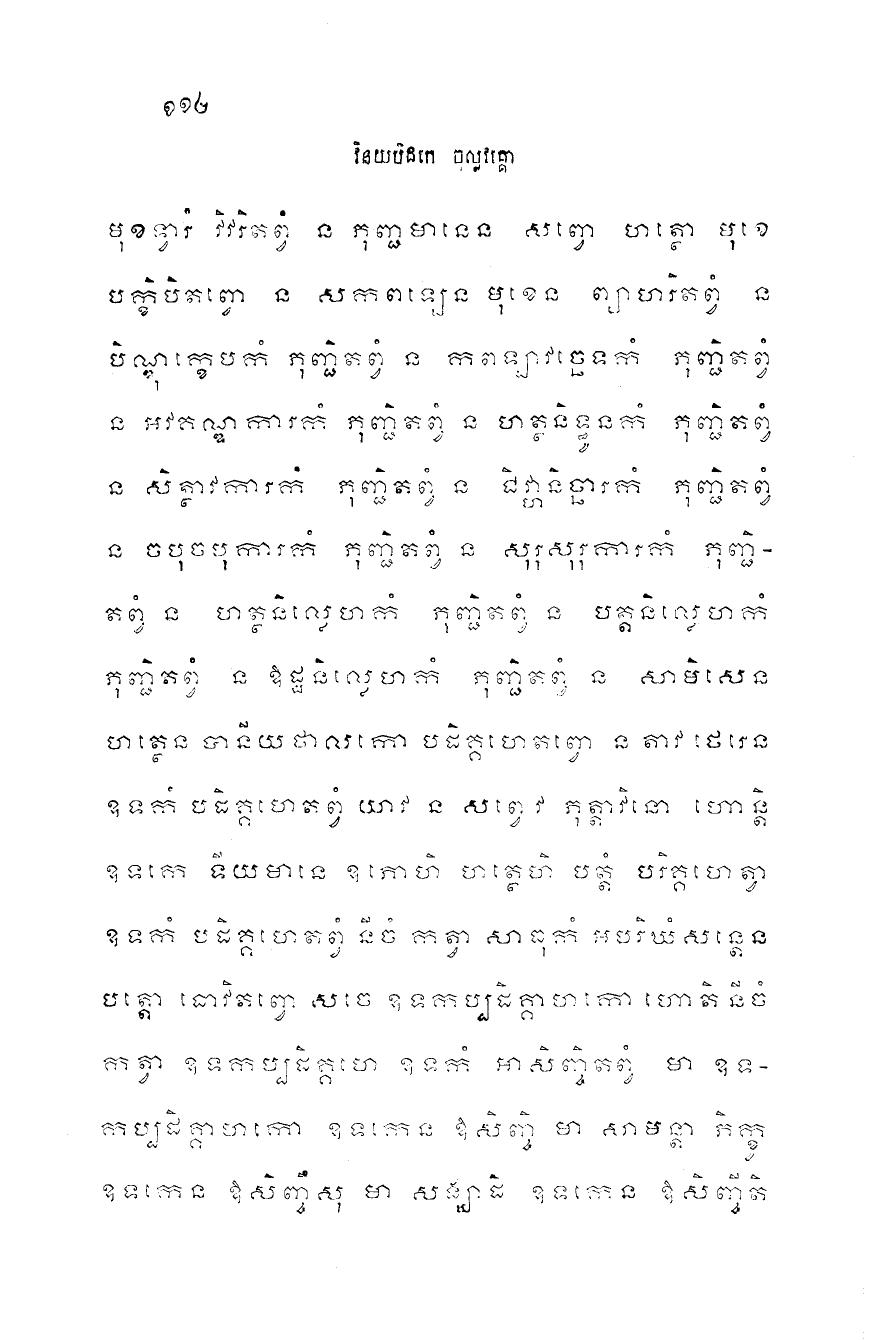 ១១៤
វិនយបិដកេ ចុល្លវគ្គោ
មុខទ្វារំ វិវរិតព្វំ ន ភុញ្ជមានេន សព្វោ ហត្ថោ មុខេ
បក្ខិបិតព្វោ ន សកពឡេន មុខេន ព្យាហរិតព្វំ ន
បិណ្ឌុក្ខេបកំ ភុញ្ជិតព្វំ ន កពឡាវច្ឆេទកំ ភុញ្ជិតព្វំ
ន អវគណ្ឌការកំ ភុញ្ជិតព្វំ ន ហត្ថនិទ្ធូនកំ ភុញ្ជិតព្វំ
ន សិត្ថាវការកំ ភុញ្ជិតព្វំ ន ជិវ្ហានិច្ឆារកំ ភុញ្ជិតព្វំ
ន ចបុចបុការកំ ភុញ្ជិតព្វំ ន សុរុសុរុការកំ ភុញ្ជិ-
តព្វំ ន ហត្ថនិល្លេហកំ ភុញ្ជិតព្វំ ន បត្តនិល្លេហកំ
ភុញ្ជិតព្វំ ន ឱដ្ឋនិល្លេហកំ ភុញ្ជិតព្វំ ន សាមិសេន
ហត្ថេន បានីយថាលកោ បដិគ្គហេតព្វោ ន តាវ ថេរេន
ឧទកំ បដិគ្គហេតព្វំ យាវ ន សព្វេវ ភុត្តាវិនោ ហោន្តិ
ឧទកេ ទីយមានេ ឧភោហិ ហត្ថេហិ បត្តំ បរិគ្គហេត្វា
ឧទកំ បដិគ្គហេតព្វំ នីចំ កត្វា សាធុកំ អបរិឃំសន្តេន
បត្តោ ធោវិតព្វោ សចេ ឧទកប្បដិគ្គាហកោ ហោតិ នីចំ
កត្វា ឧទកប្បដិគ្គហេ ឧទកំ អាសិញ្ចិតព្វំ មា ឧទ-
កប្បដិគ្គាហកោ ឧទកេន ឱសិញ្ចិ មា សាមន្តា ភិក្ខូ
ឧទកេន ឱសិញ្ចឹសុ មា សង្ឃាដិ ឧទកេន ឱសិញ្ចីតិ